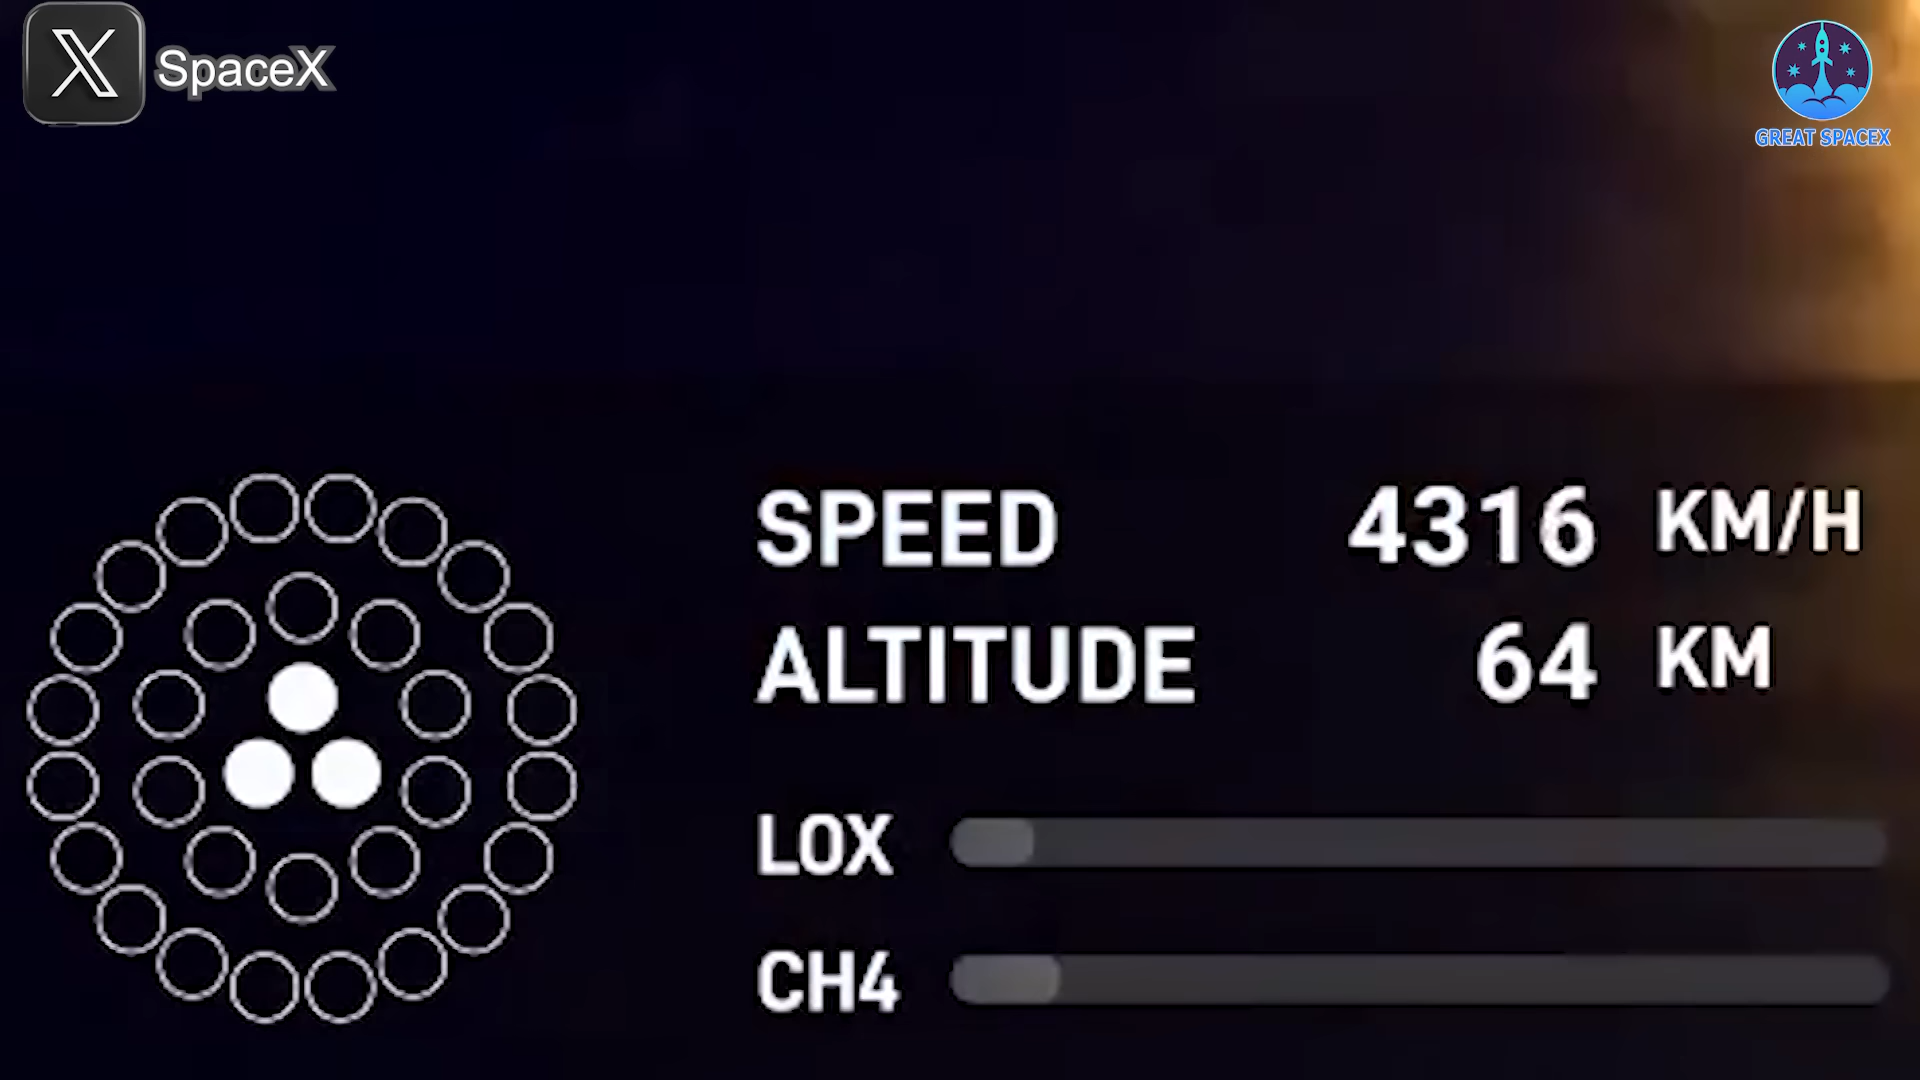 SpaceX
GREAT SPACEX
SPEED 4316 KM/H
ALTITUDE 64 KM
LOX
CH4